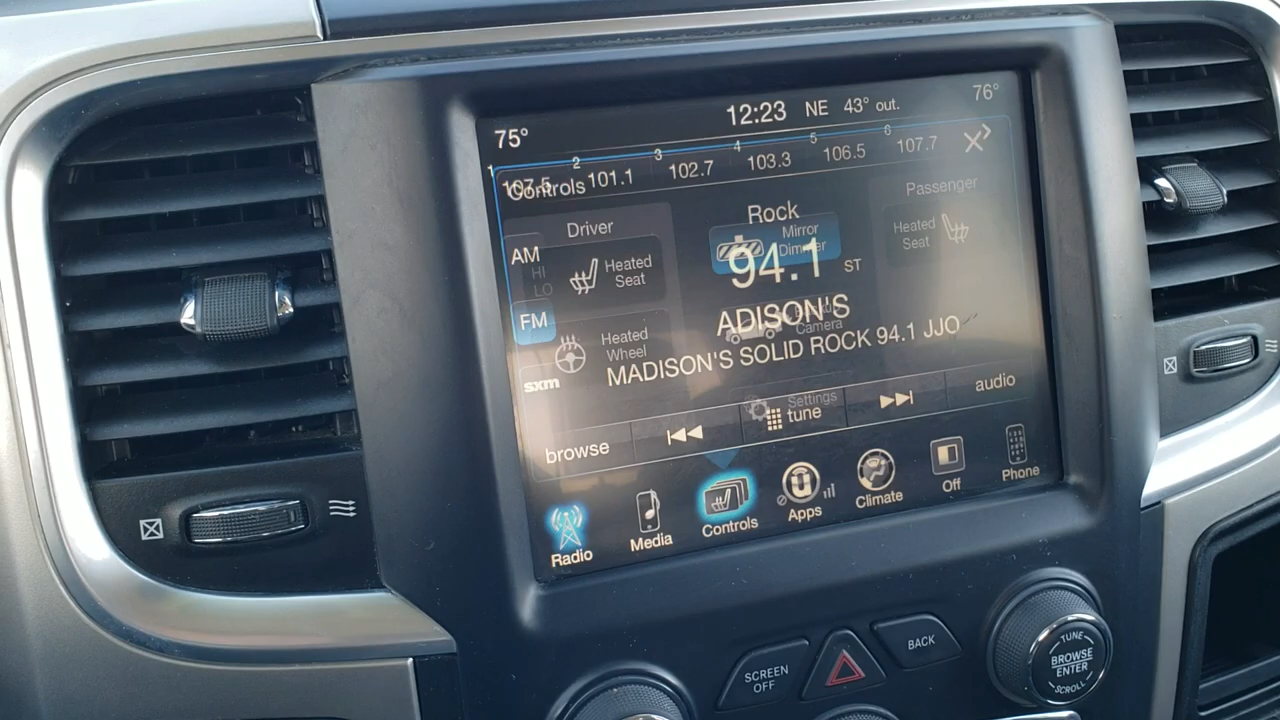 75° 12:23 NE 43° out. 76°
1 2 3 4 5 6
107.5 101.1 102.7 103.3 106.5 107.7
Controls
Driver Rock Passenger
AM Mirror Dimmer
HI
LO
Heated
Seat
94.1 ST
Heated
Seat
FM
ADISON'S
Camera
Heated
Wheel
MADISON'S SOLID ROCK 94.1 JJO
sxm
Settings
browse tune audio
Radio Media Controls Apps Climate Off Phone
SCREEN
OFF
BACK
TUNE
BROWSE
ENTER
SCROLL